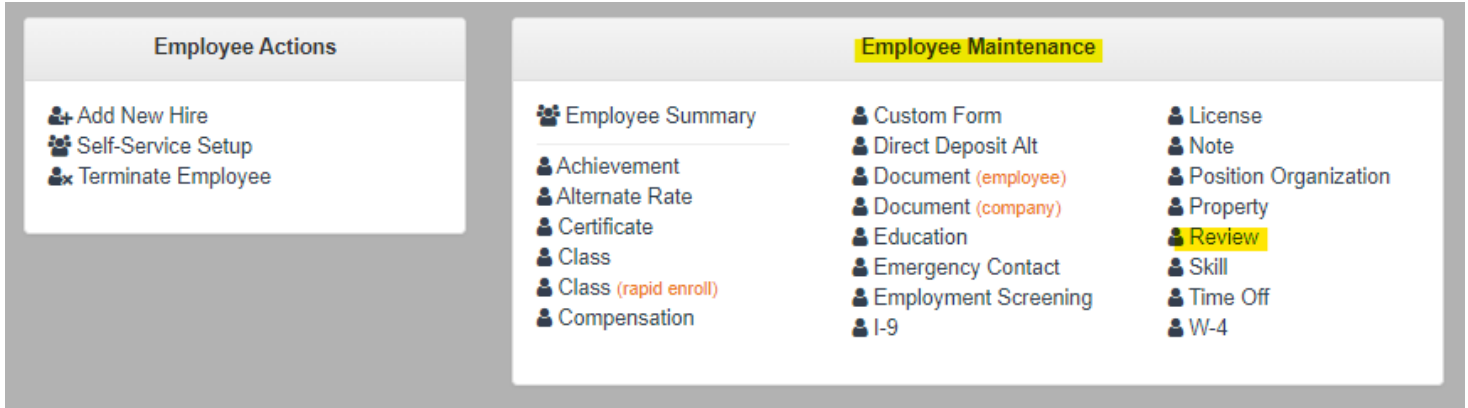 Employee Actions
Add New Hire
Self-Service Setup
Terminate Employee
Employee Maintenance
Employee Summary
Achievement
Alternate Rate
Certificate
Class
Class (rapid enroll)
Compensation
Custom Form
Direct Deposit Alt
Document (employee)
Document (company)
Education
Emergency Contact
Employment Screening
I-9
License
Note
Position Organization
Property
Review
Skill
Time Off
W-4